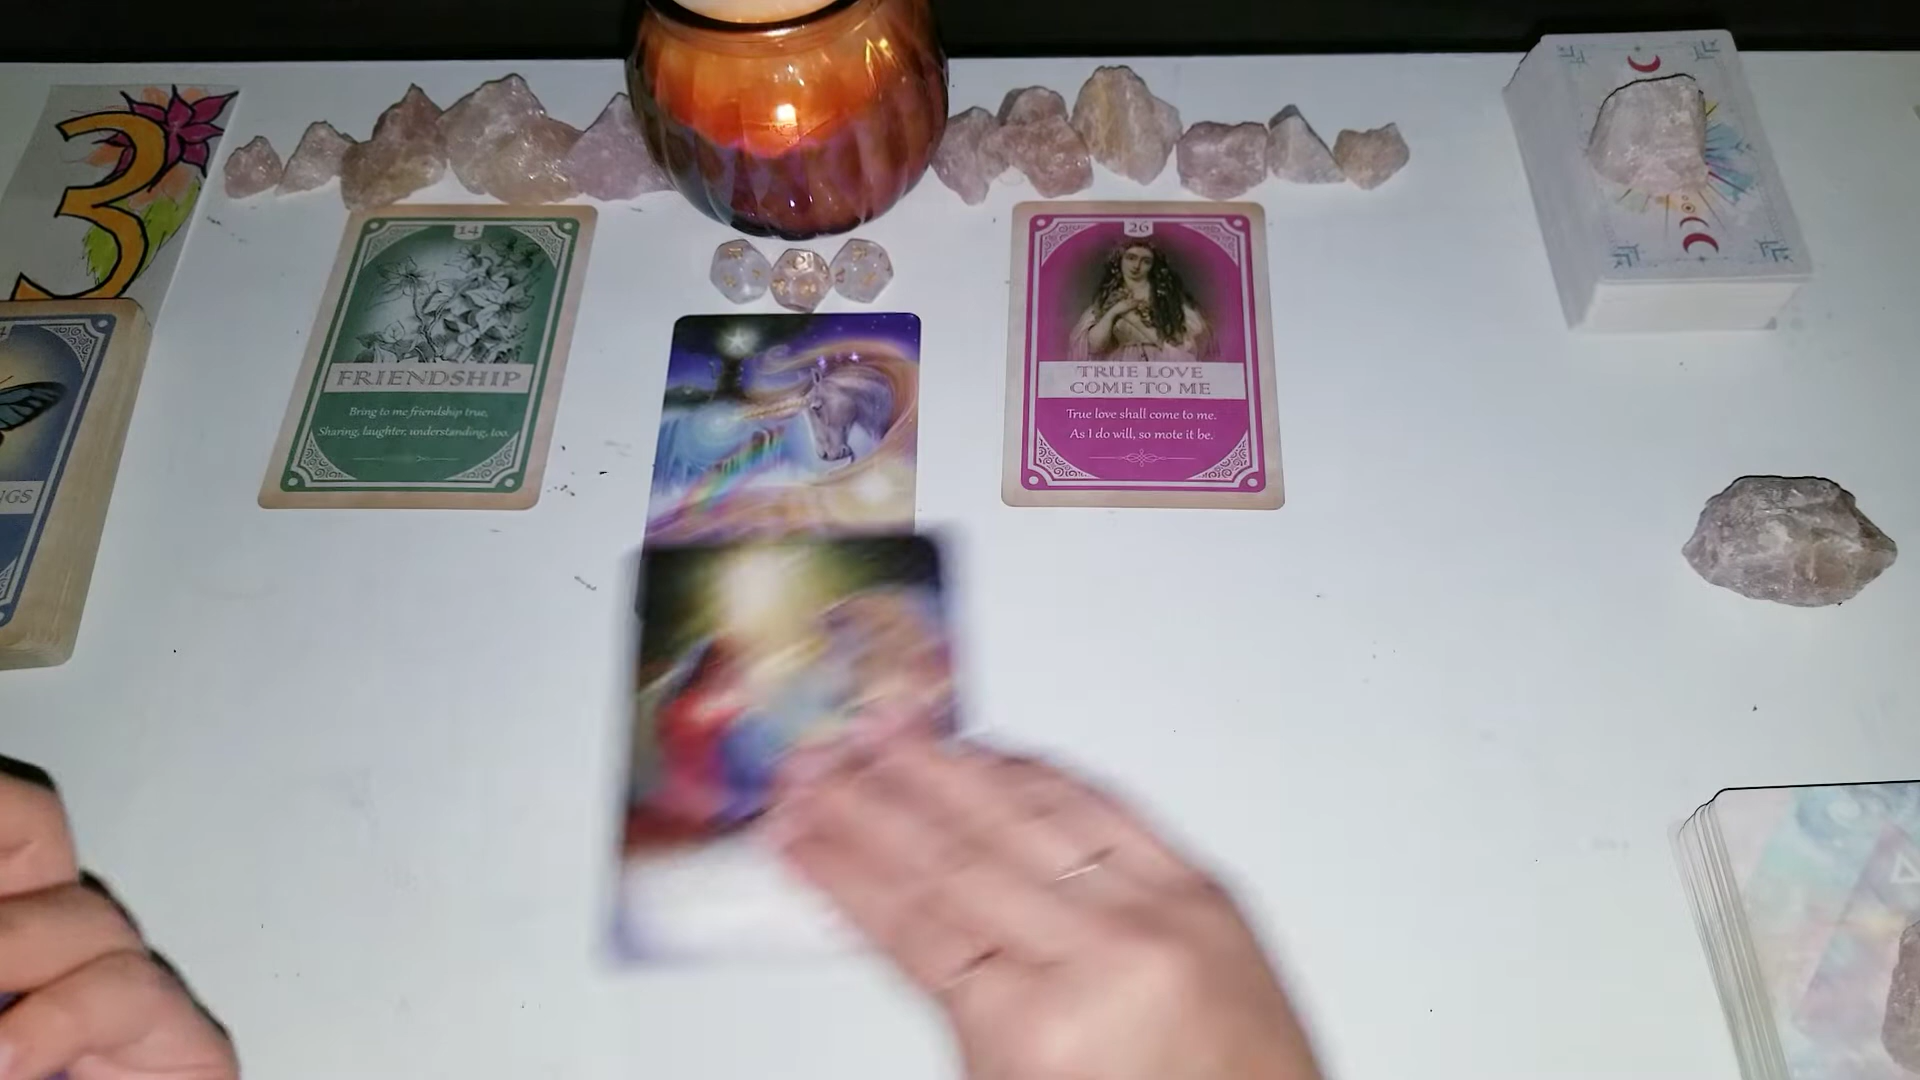 3
14
FRIENDSHIP
Bring to me friendship true,
Sharing, laughter, understanding, too.
26
TRUE LOVE
COME TO ME
True love shall come to me.
As I do will, so mote it be.
NGS